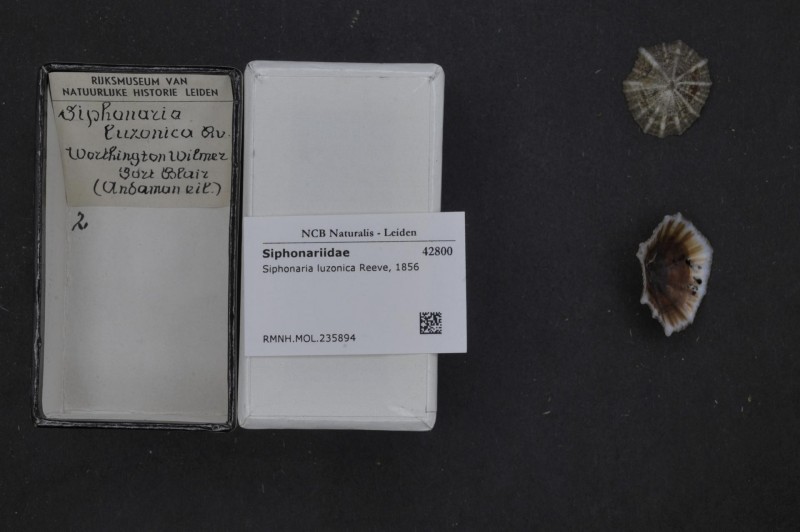 RIJKSMUSEUM VAN
NATUURLIJKE HISTORIE LEIDEN
Siphonaria
luzonica Rv.
Worthington Wilmer
Port Blair
(Andaman eil.)
2
NCB Naturalis - Leiden
Siphonariidae 42800
Siphonaria luzonica Reeve, 1856
RMNH.MOL.235894